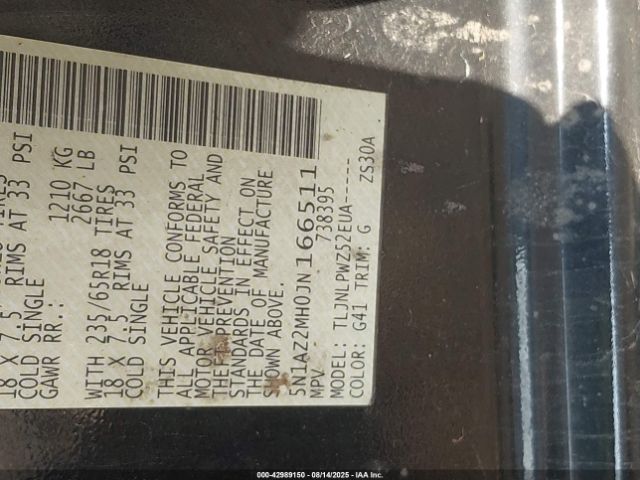 18 X 7.5 RIMS AT 33 PSI
COLD SINGLE
GAWR RR.: 1210 KG
2667 LB
WITH 235/65R18 TIRES
18 X 7.5 RIMS AT 33 PSI
COLD SINGLE
THIS VEHICLE CONFORMS TO
ALL APPLICABLE FEDERAL
MOTOR VEHICLE SAFETY AND
THEFT PREVENTION
STANDARDS IN EFFECT ON
THE DATE OF MANUFACTURE
SHOWN ABOVE.
5N1AZ2MH0JN166511
MPV 738395
MODEL: TLJNLPWZ52EUA-----
COLOR: G41 TRIM: G ZS30A
000-42989150 - 08/14/2025 - IAA Inc.